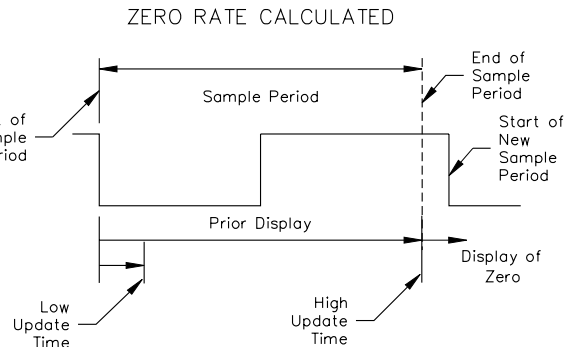 ZERO RATE CALCULATED
End of
Sample
Period
Sample Period
of
Start of
New
Sample
Period
Prior Display
Display of
Zero
Low
Update
Time
High
Update
Time